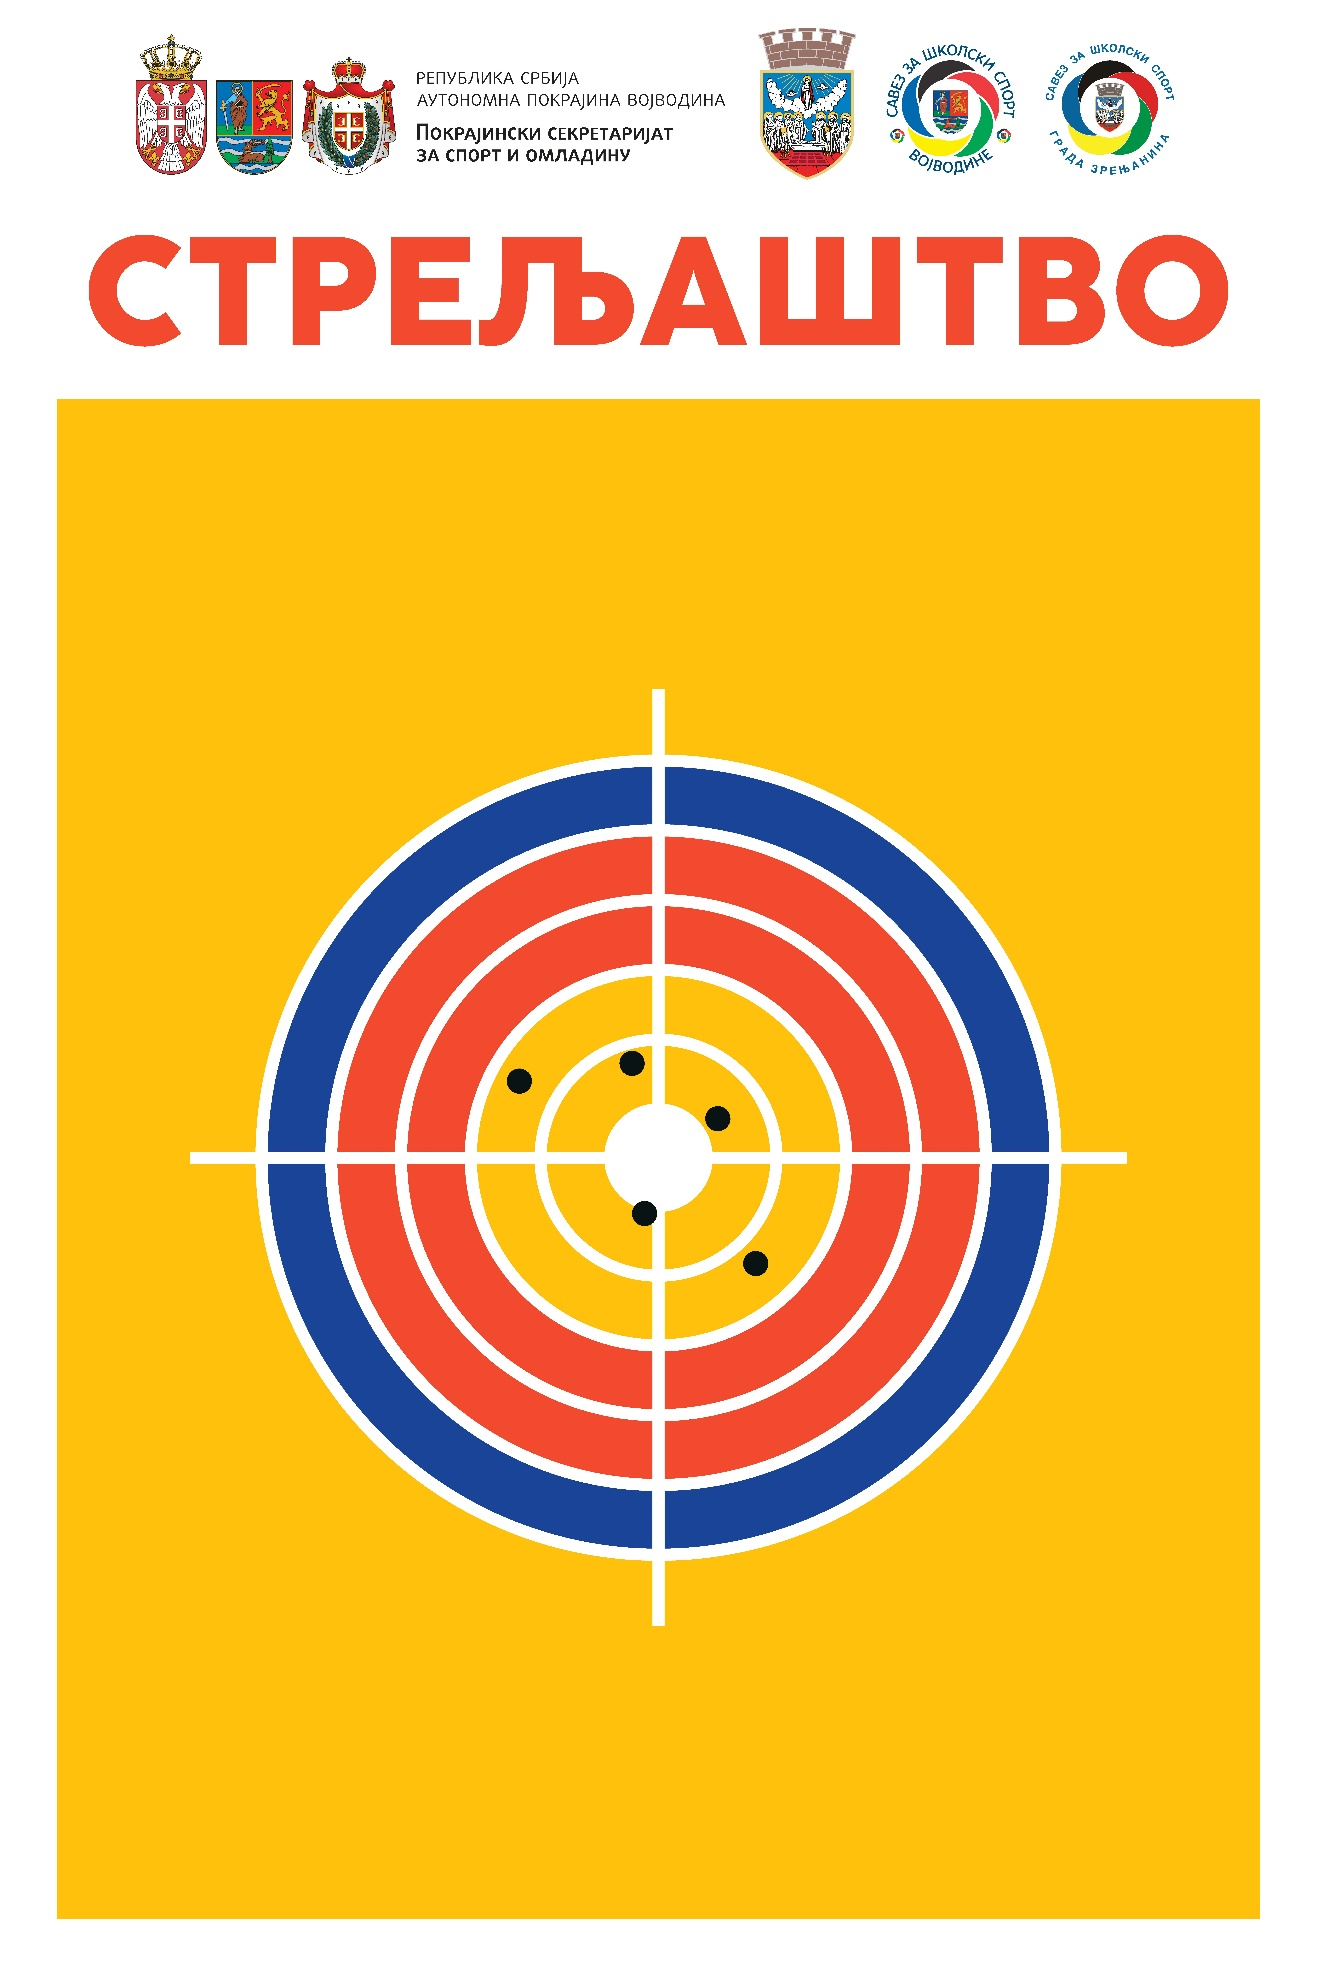 РЕПУБЛИКА СРБИЈА
АУТОНОМНА ПОКРАЈИНА ВОЈВОДИНА
ПОКРАЈИНСКИ СЕКРЕТАРИЈАТ
ЗА СПОРТ И ОМЛАДИНУ
САВЕЗ ЗА ШКОЛСКИ СПОРТ
ВОЈВОДИНЕ
САВЕЗ ЗА ШКОЛСКИ СПОРТ
ГРАДА ЗРЕЊАНИНА
СТРЕЉАШТВО